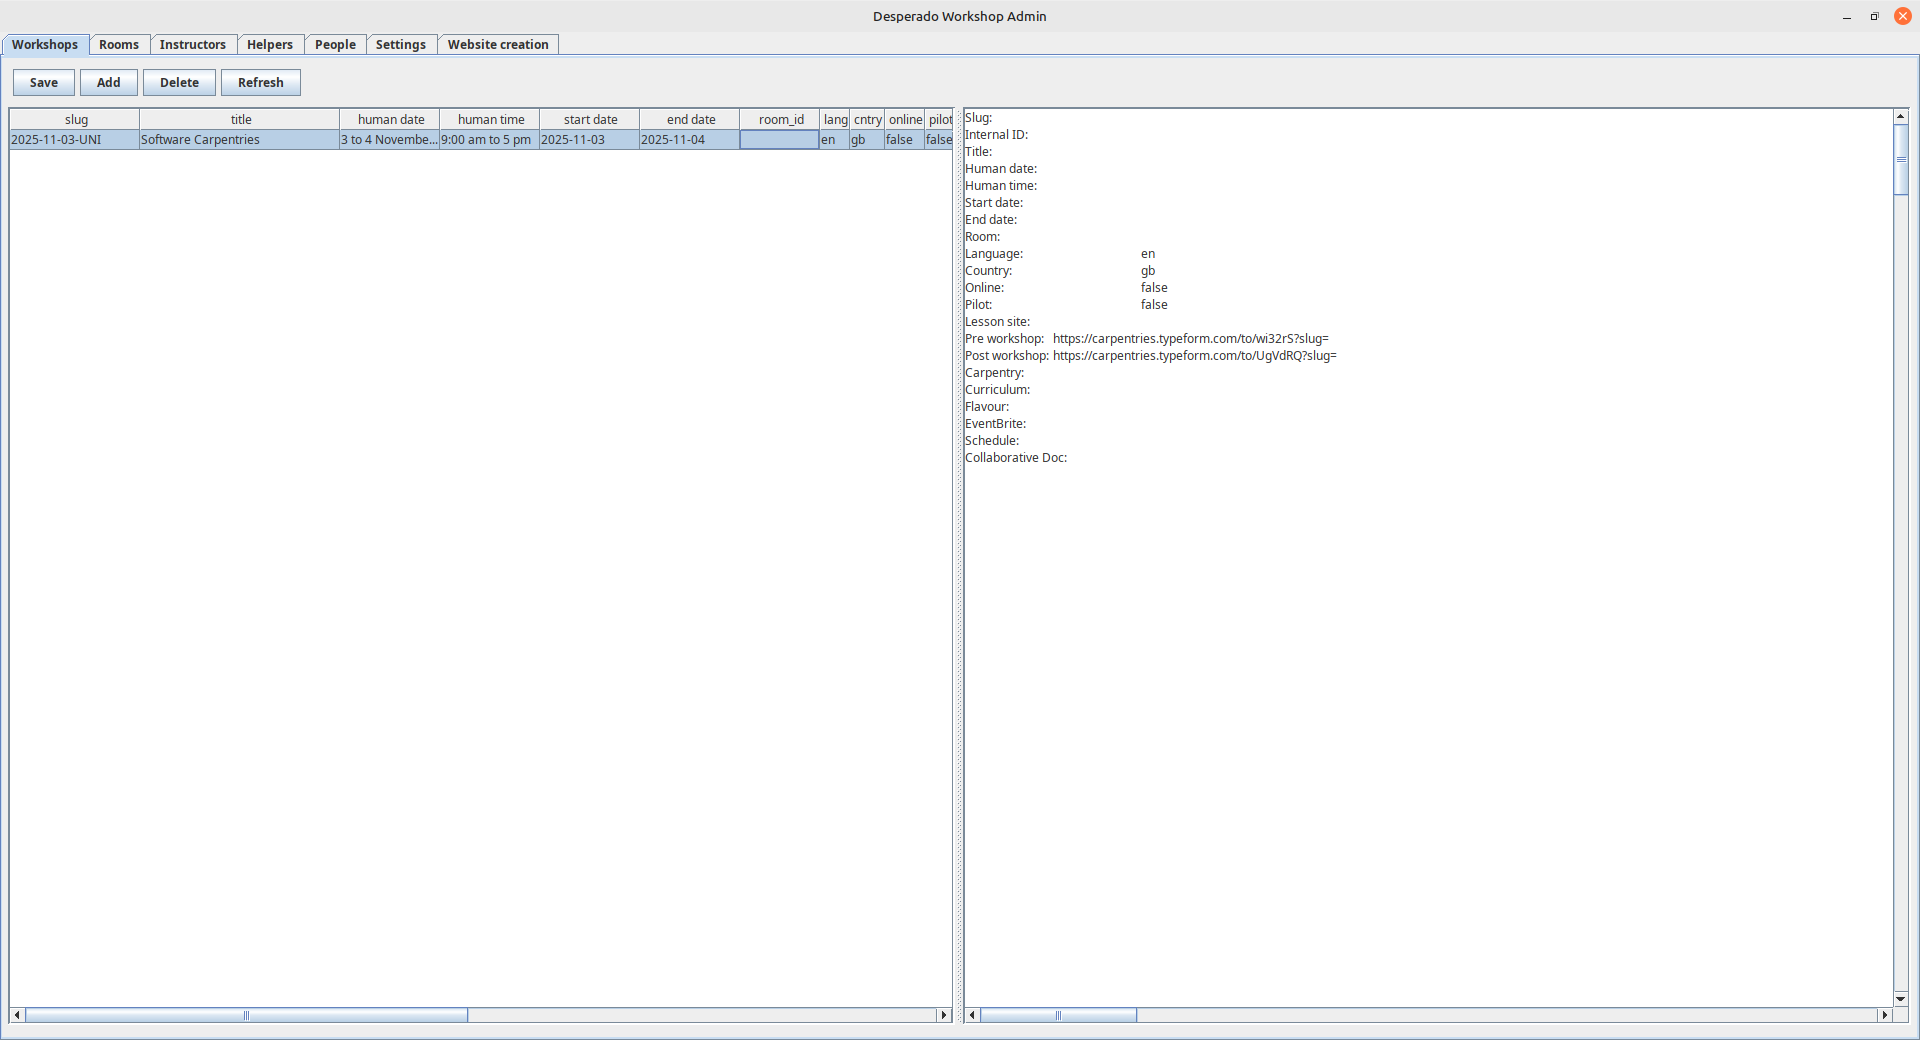 Desperado Workshop Admin
Workshops Rooms Instructors Helpers People Settings Website creation
Save Add Delete Refresh
slug title human date human time start date end date room_id lang cntry online pilot
2025-11-03-UNI Software Carpentries 3 to 4 Novembe... 9:00 am to 5 pm 2025-11-03 2025-11-04 en gb false false
Slug:
Internal ID:
Title:
Human date:
Human time:
Start date:
End date:
Room:
Language: en
Country: gb
Online: false
Pilot: false
Lesson site:
Pre workshop: https://carpentries.typeform.com/to/wi32rS?slug=
Post workshop: https://carpentries.typeform.com/to/UgVdRQ?slug=
Carpentry:
Curriculum:
Flavour:
EventBrite:
Schedule:
Collaborative Doc: